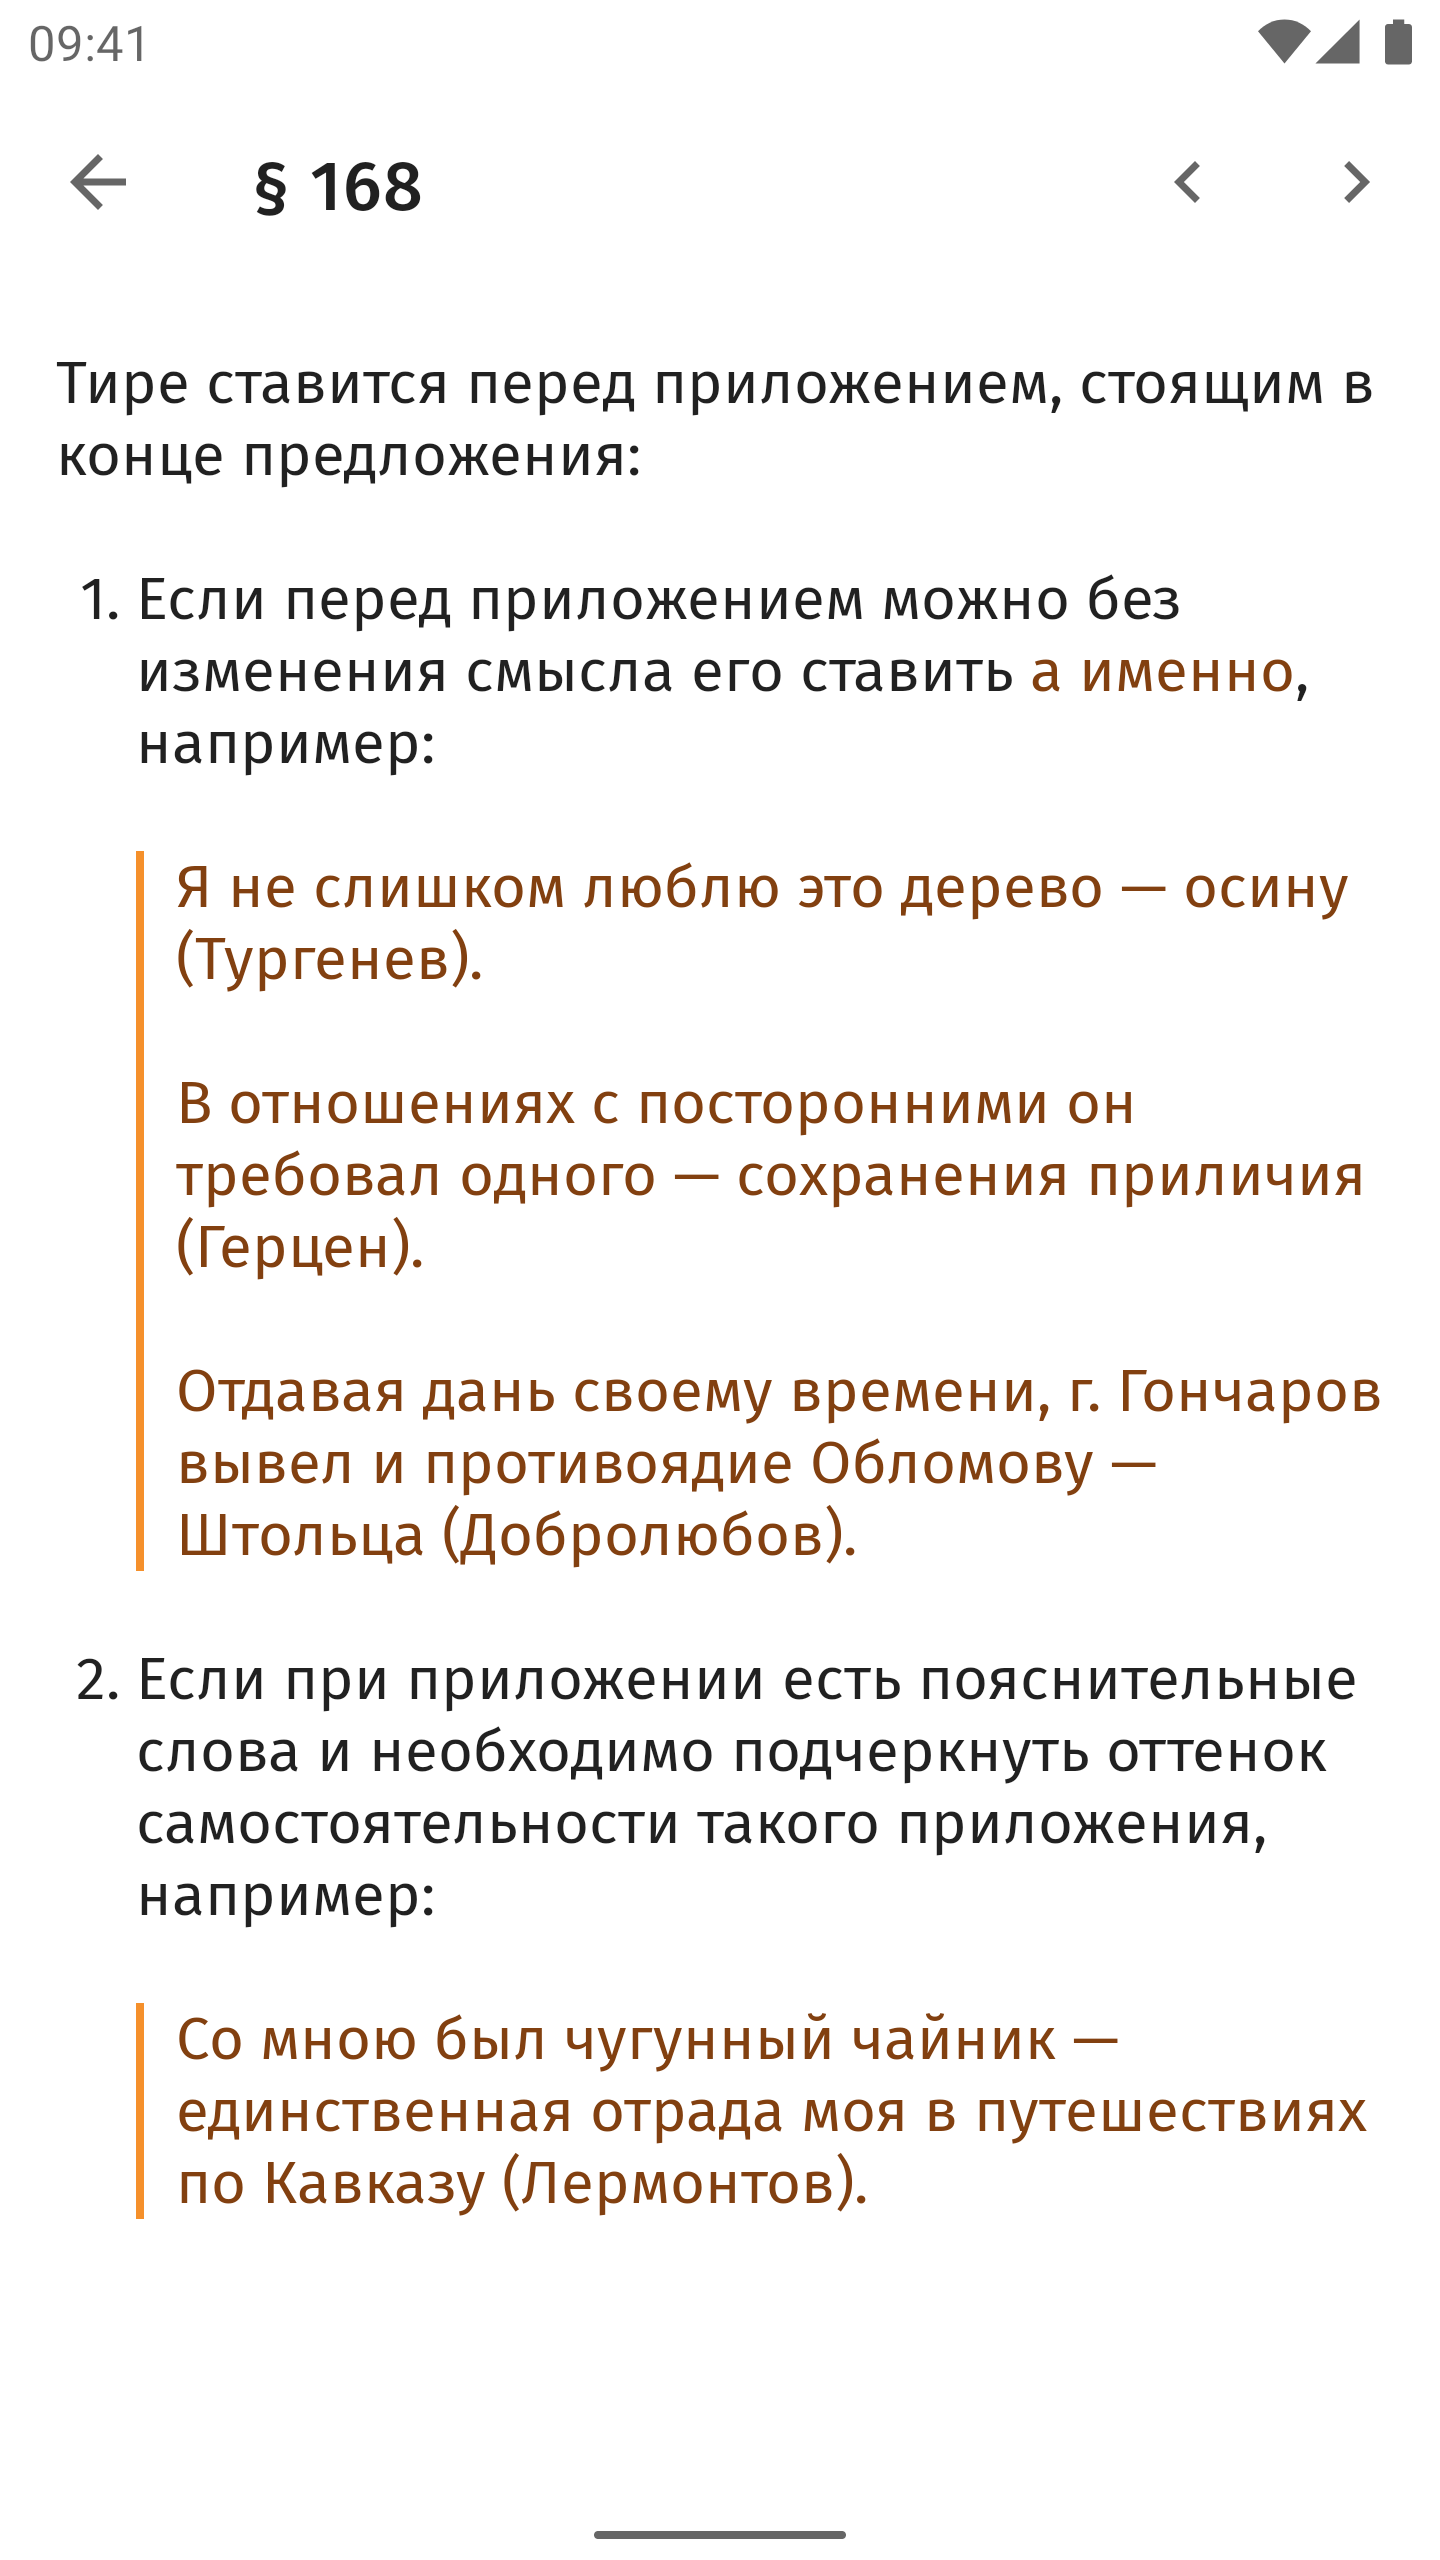 09:41
§ 168
Тире ставится перед приложением, стоящим в
конце предложения:
1. Если перед приложением можно без
изменения смысла его ставить а именно,
например:
Я не слишком люблю это дерево — осину
(Тургенев).
В отношениях с посторонними он
требовал одного — сохранения приличия
(Герцен).
Отдавая дань своему времени, г. Гончаров
вывел и противоядие Обломову —
Штольца (Добролюбов).
2. Если при приложении есть пояснительные
слова и необходимо подчеркнуть оттенок
самостоятельности такого приложения,
например:
Со мною был чугунный чайник —
единственная отрада моя в путешествиях
по Кавказу (Лермонтов).